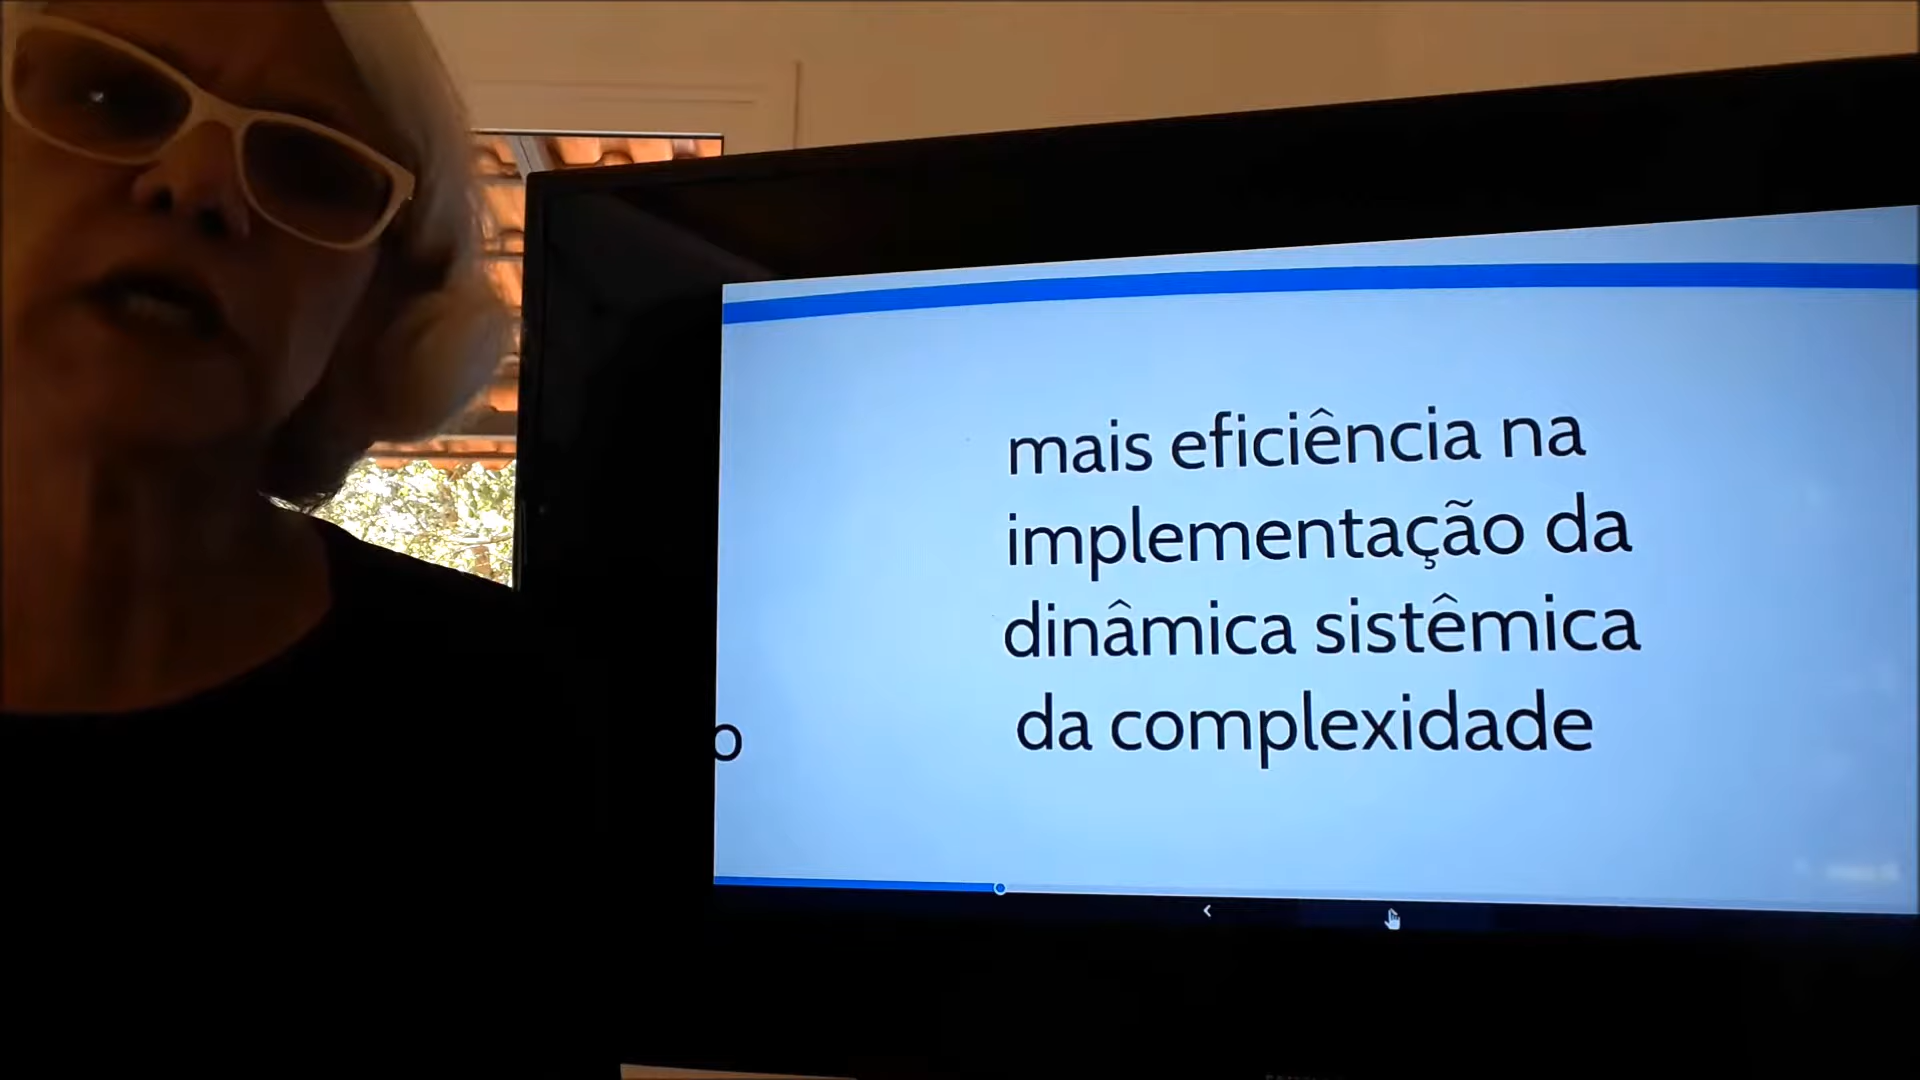 mais eficiência na
implementação da
dinâmica sistêmica
da complexidade
o